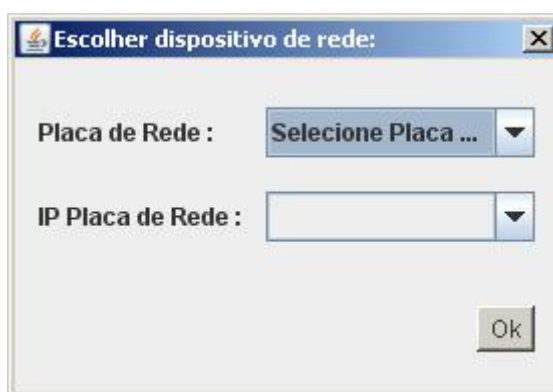 Escolher dispositivo de rede:
Placa de Rede : Selecione Placa ...
IP Placa de Rede :
Ok